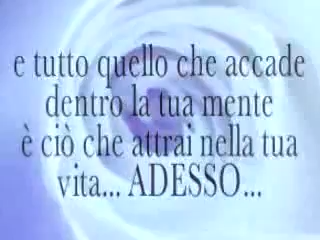 e tutto quello che accade
dentro la tua mente
è ciò che attrai nella tua
vita... ADESSO...